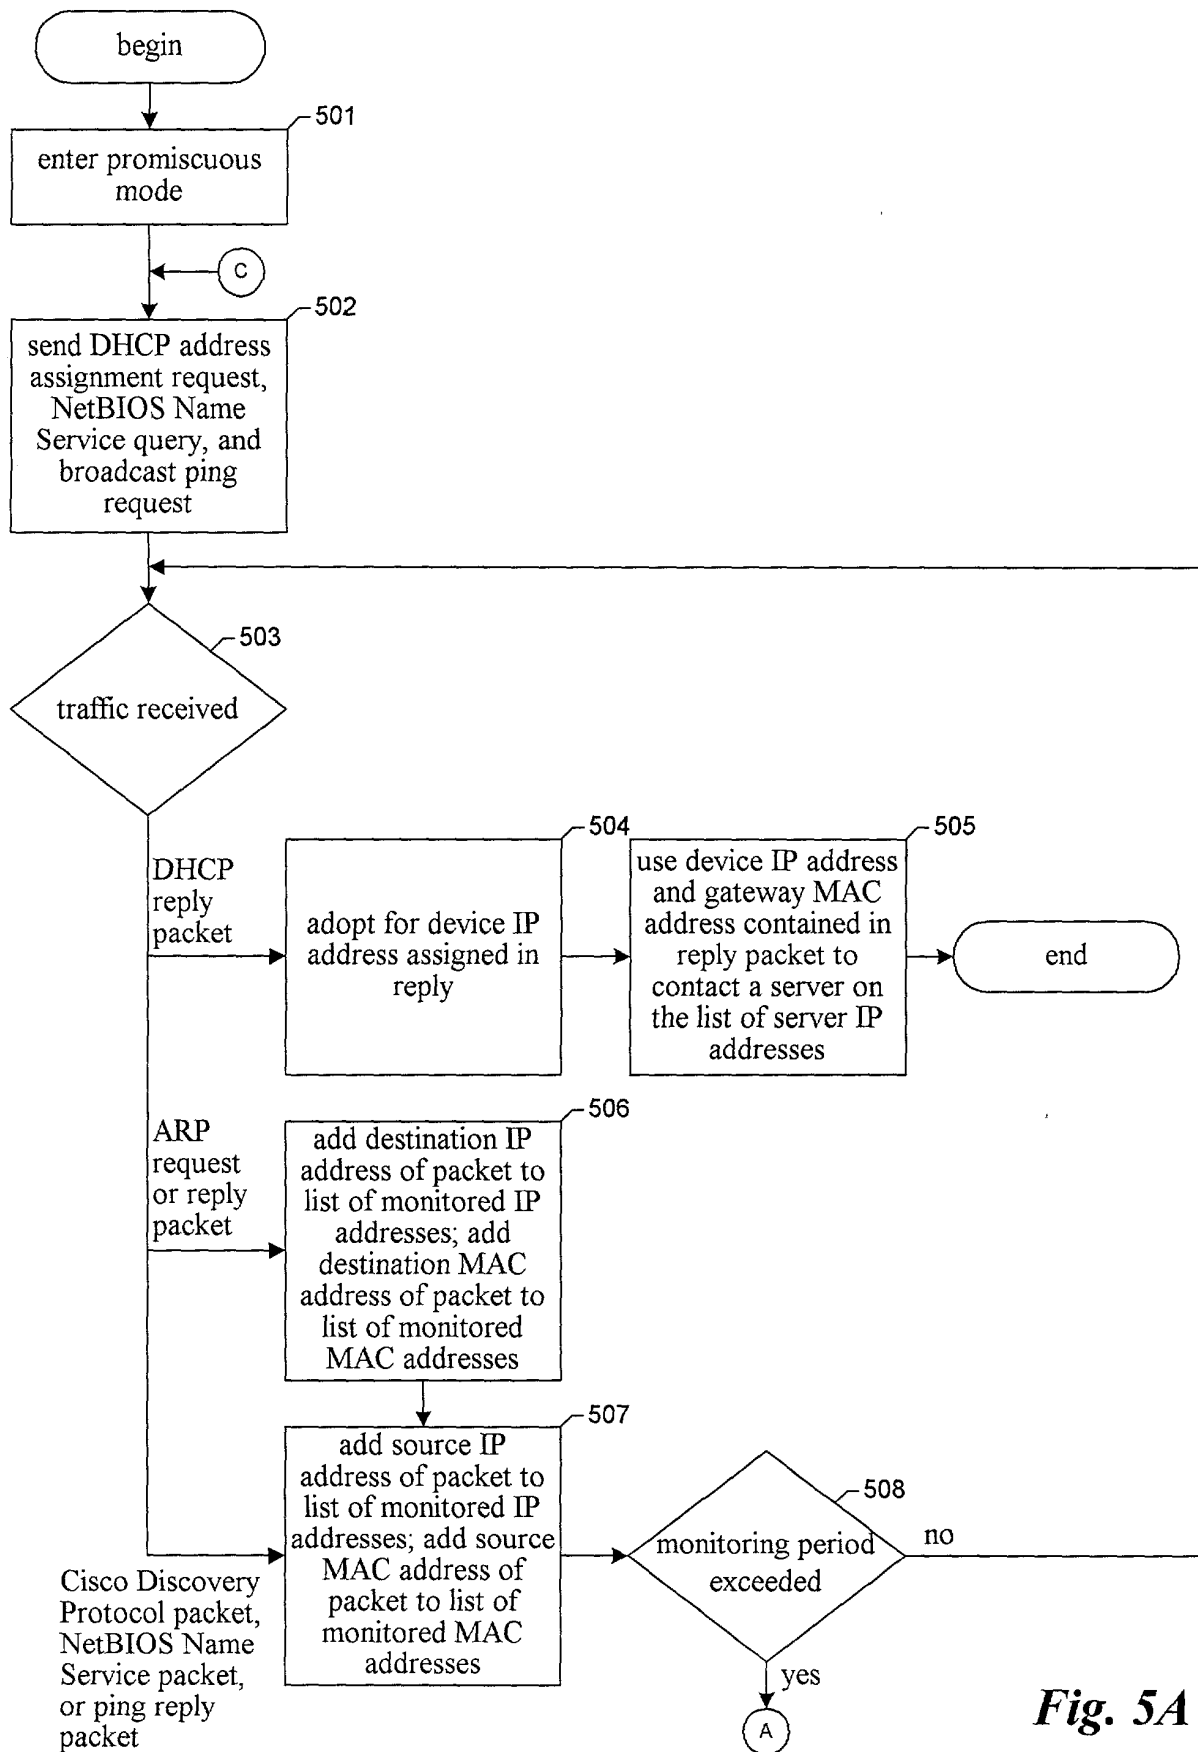 begin
501
enter promiscuous
mode
C
502
send DHCP address
assignment request,
NetBIOS Name
Service query, and
broadcast ping
request
503
traffic received
DHCP
reply
packet
504
adopt for device IP
address assigned in
reply
505
use device IP address
and gateway MAC
address contained in
reply packet to
contact a server on
the list of server IP
addresses
end
ARP
request
or reply
packet
506
add destination IP
address of packet to
list of monitored IP
addresses; add
destination MAC
address of packet to
list of monitored
MAC addresses
Cisco Discovery
Protocol packet,
NetBIOS Name
Service packet,
or ping reply
packet
507
add source IP
address of packet to
list of monitored IP
addresses; add source
MAC address of
packet to list of
monitored MAC
addresses
508
monitoring period
exceeded
no
yes
A
Fig. 5A